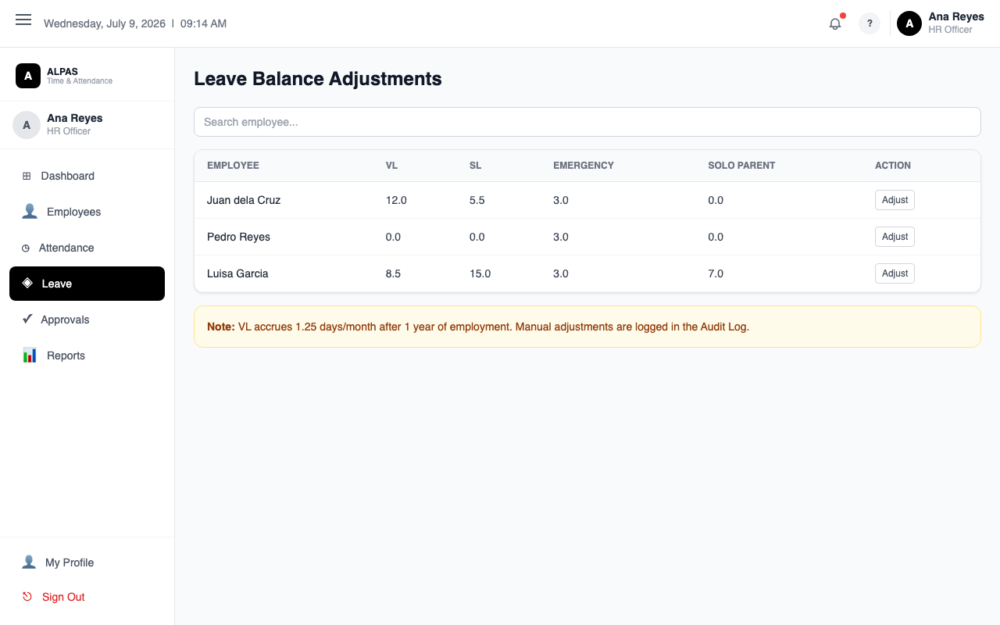 Wednesday, July 9, 2026 | 09:14 AM
?
A
Ana Reyes
HR Officer
A
ALPAS
Time & Attendance
A
Ana Reyes
HR Officer
Dashboard
Employees
Attendance
Leave
Approvals
Reports
My Profile
Sign Out
Leave Balance Adjustments
Search employee...
EMPLOYEE VL SL EMERGENCY SOLO PARENT ACTION
Juan dela Cruz 12.0 5.5 3.0 0.0 Adjust
Pedro Reyes 0.0 0.0 3.0 0.0 Adjust
Luisa Garcia 8.5 15.0 3.0 7.0 Adjust
Note: VL accrues 1.25 days/month after 1 year of employment. Manual adjustments are logged in the Audit Log.